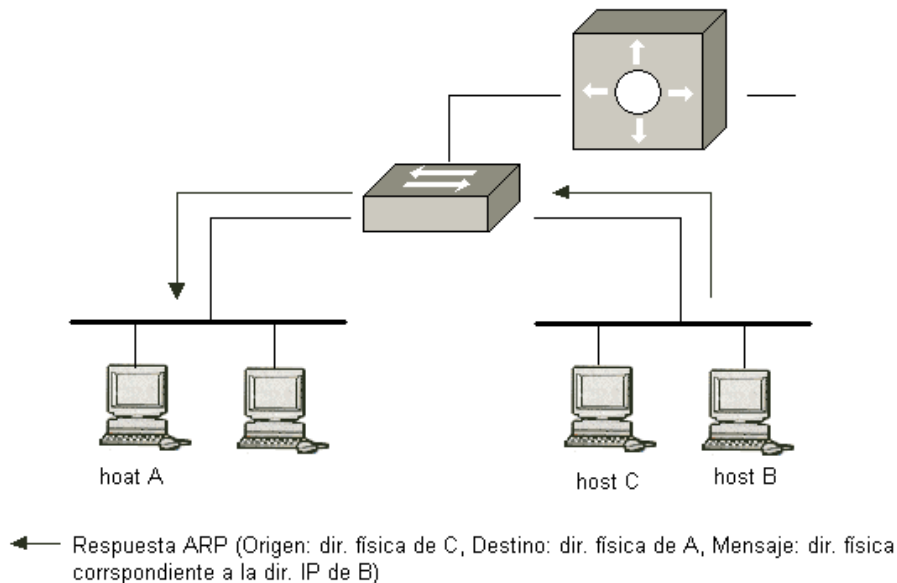 hoat A
host C
host B
Respuesta ARP (Origen: dir. física de C, Destino: dir. física de A, Mensaje: dir. física
corrspondiente a la dir. IP de B)